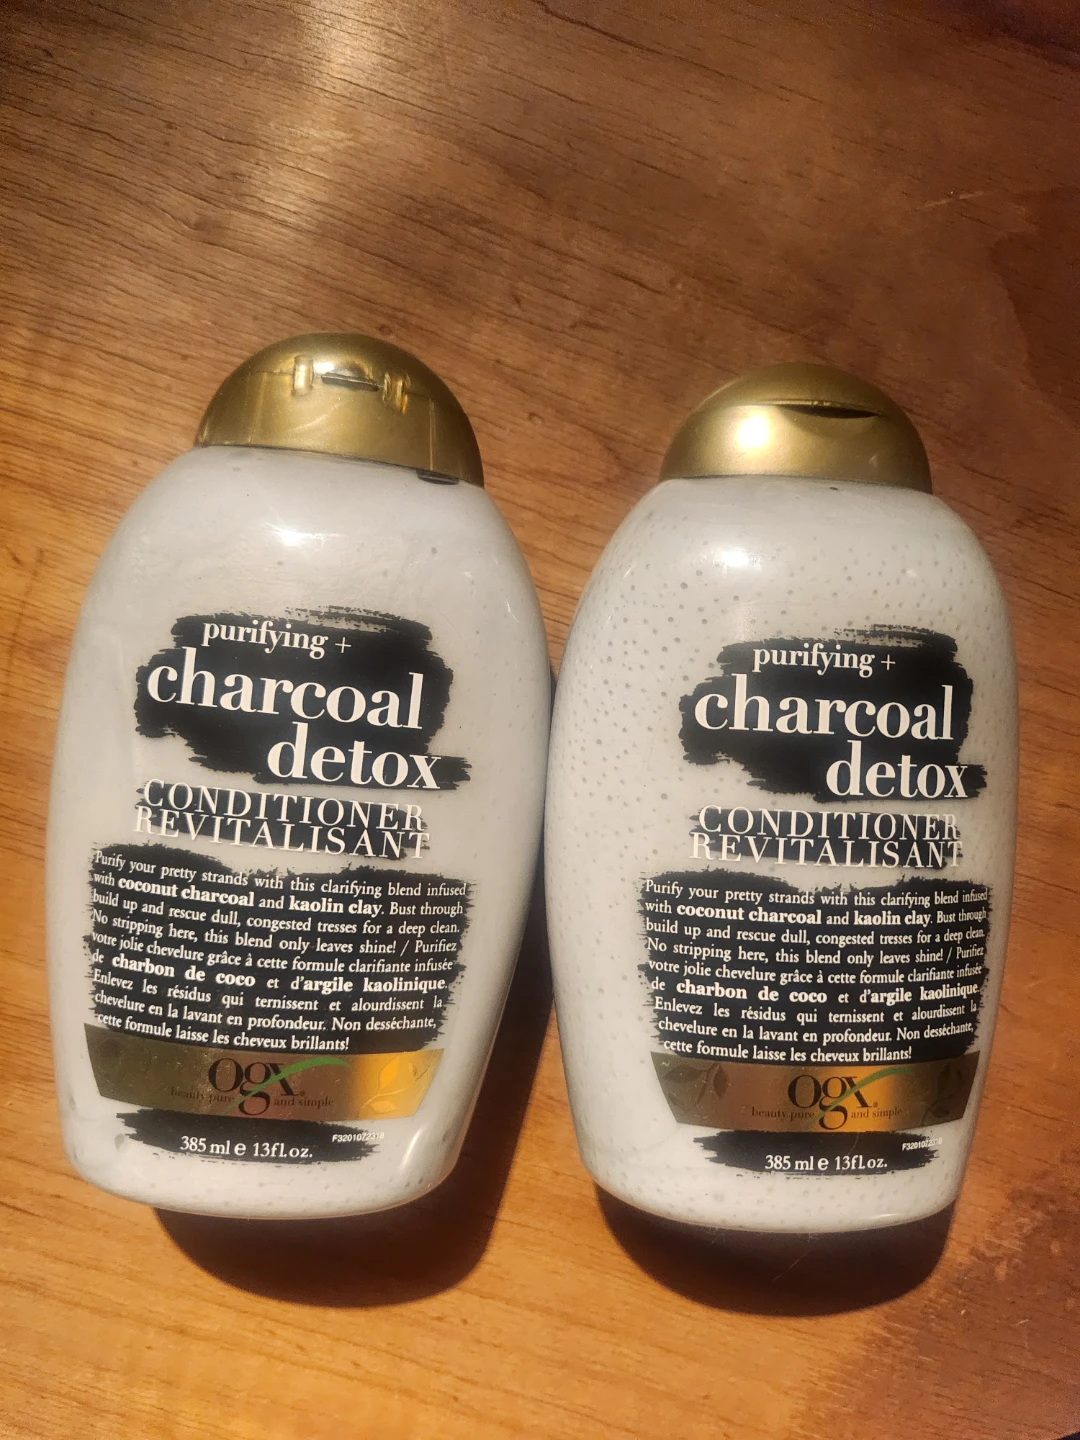 purifying +
charcoal
detox
CONDITIONER
REVITALISANT
Purify your pretty strands with this clarifying blend infused
with coconut charcoal and kaolin clay. Bust through
build up and rescue dull, congested tresses for a deep clean.
No stripping here, this blend only leaves shine! / Purifiez
votre jolie chevelure grâce à cette formule clarifiante infusée
de charbon de coco et d'argile kaolinique.
Enlevez les résidus qui ternissent et alourdissent la
chevelure en la lavant en profondeur. Non desséchante,
cette formule laisse les cheveux brillants!
Ogx
beauty pure and simple
385 ml e 13fl.oz.
purifying +
charcoal
detox
CONDITIONER
REVITALISANT
Purify your pretty strands with this clarifying blend infused
with coconut charcoal and kaolin clay. Bust through
build up and rescue dull, congested tresses for a deep clean.
No stripping here, this blend only leaves shine! / Purifiez
votre jolie chevelure grâce à cette formule clarifiante infusée
de charbon de coco et d'argile kaolinique.
Enlevez les résidus qui ternissent et alourdissent la
chevelure en la lavant en profondeur. Non desséchante,
cette formule laisse les cheveux brillants!
Ogx
beauty pure and simple
385 ml e 13fl.oz.